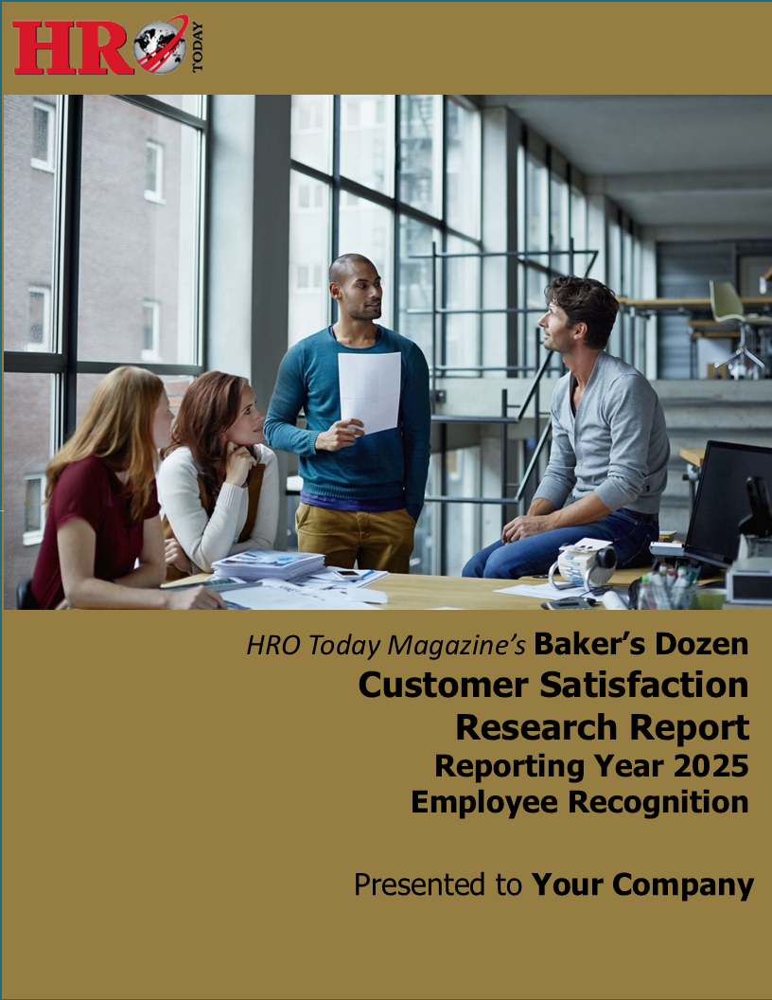 HRO
TODAY
HRO Today Magazine’s Baker’s Dozen
Customer Satisfaction
Research Report
Reporting Year 2025
Employee Recognition
Presented to Your Company